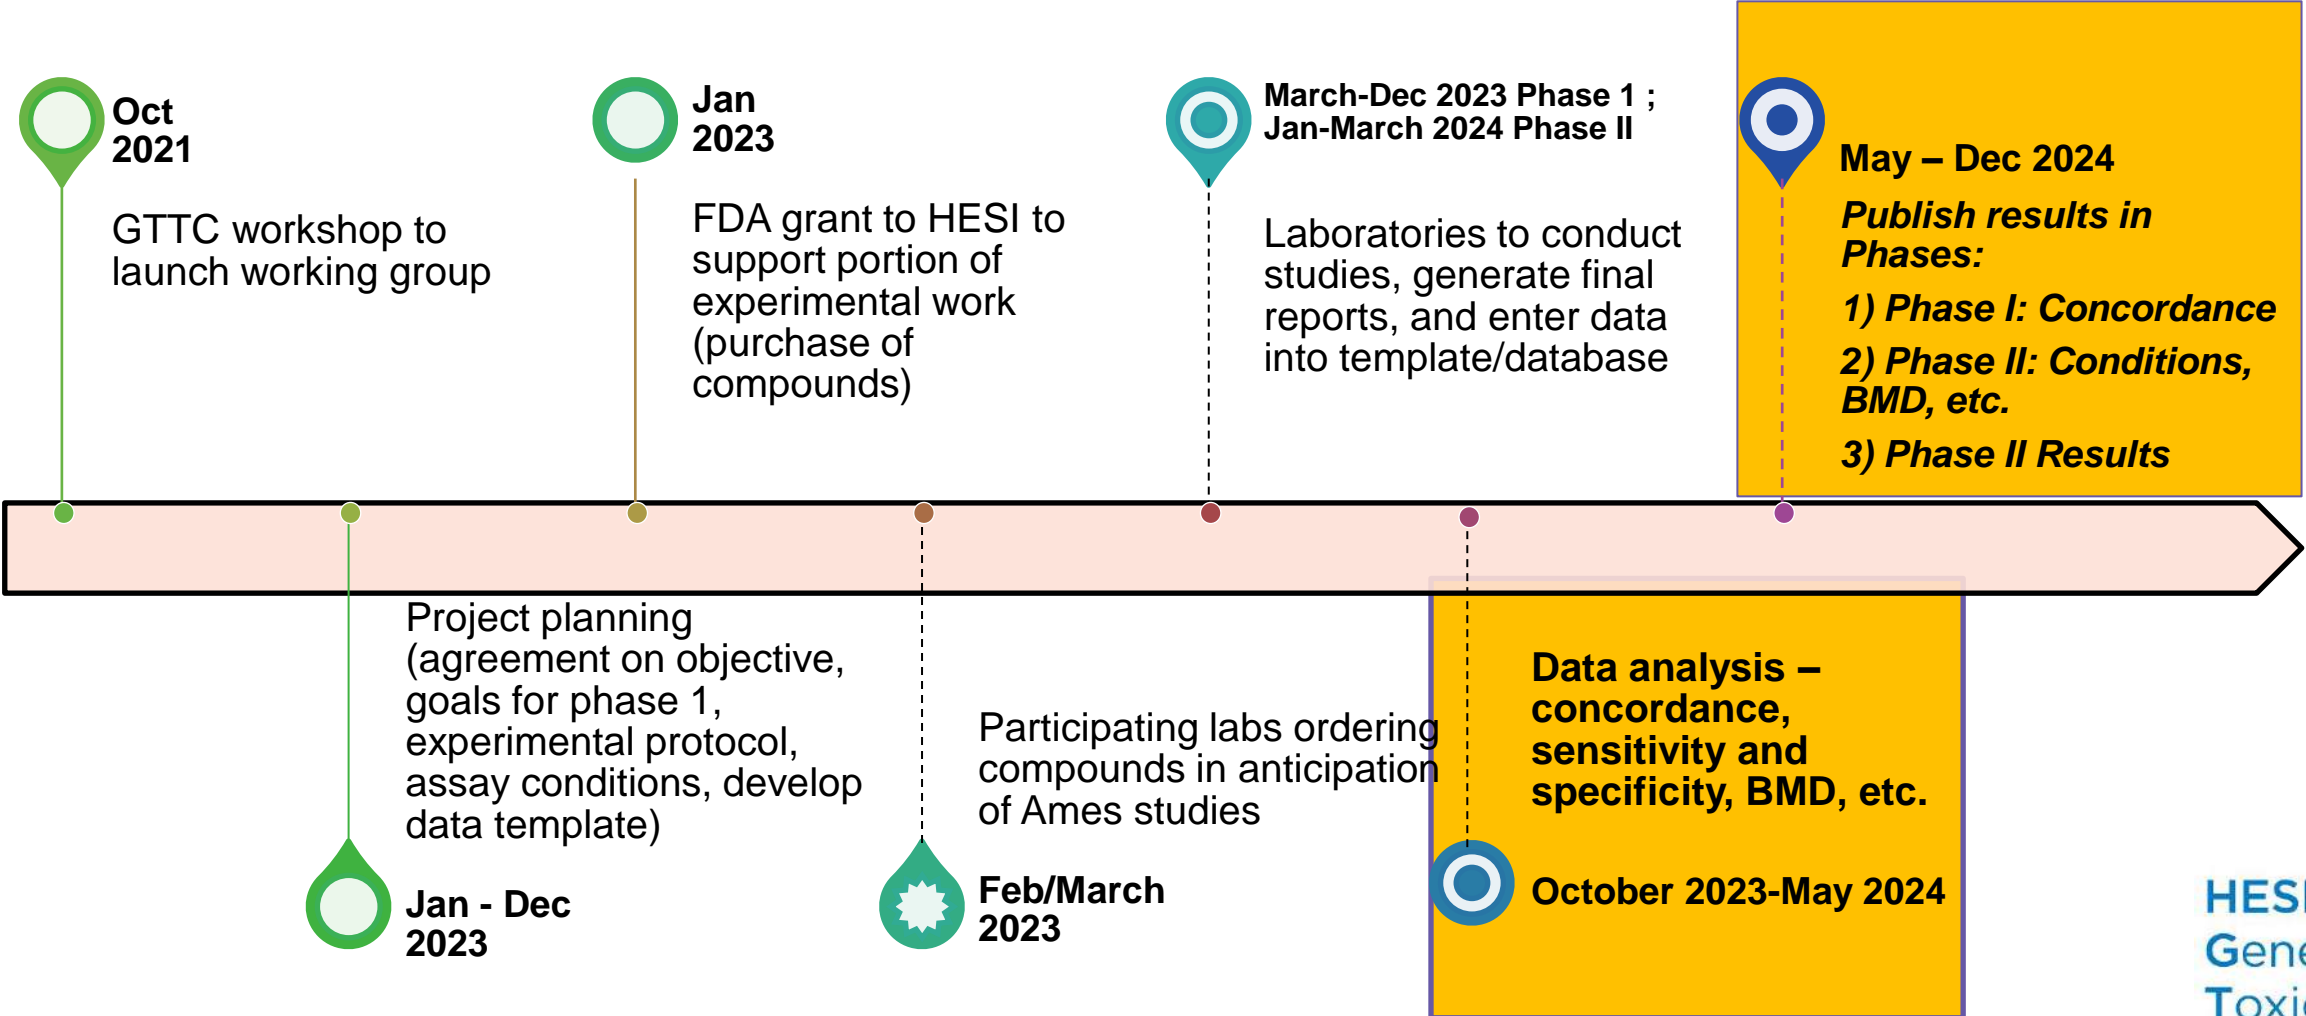 Oct
2021
GTTC workshop to
launch working group
Jan
2023
FDA grant to HESI to
support portion of
experimental work
(purchase of
compounds)
March-Dec 2023 Phase 1 ;
Jan-March 2024 Phase II
Laboratories to conduct
studies, generate final
reports, and enter data
into template/database
May – Dec 2024
Publish results in
Phases:
1) Phase I: Concordance
2) Phase II: Conditions,
BMD, etc.
3) Phase II Results
Project planning
(agreement on objective,
goals for phase 1,
experimental protocol,
assay conditions, develop
data template)
Jan - Dec
2023
Participating labs ordering
compounds in anticipation
of Ames studies
Feb/March
2023
Data analysis –
concordance,
sensitivity and
specificity, BMD, etc.
October 2023-May 2024
HESI
Gene
Toxi